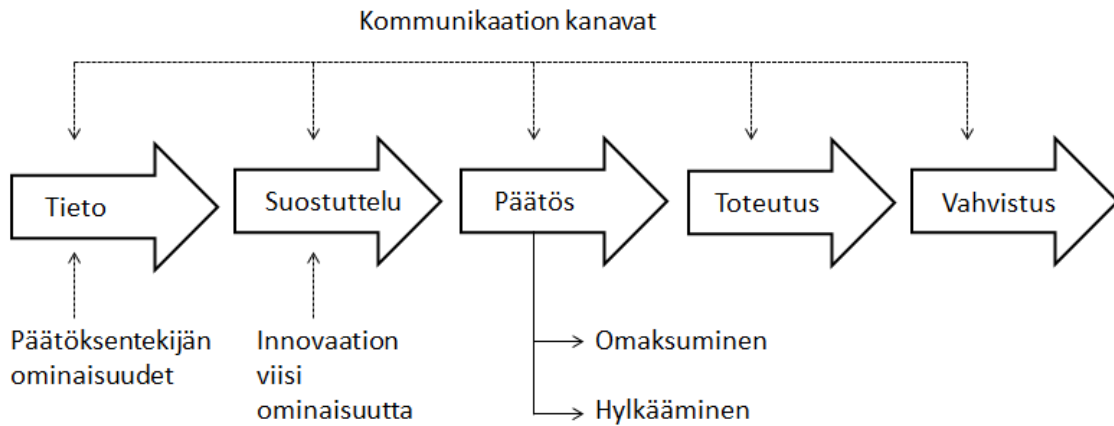 Kommunikaation kanavat
Tieto
Suostuttelu
Päätös
Toteutus
Vahvistus
Päätöksentekijän
ominaisuudet
Innovaation
viisi
ominaisuutta
Omaksuminen
Hylkääminen